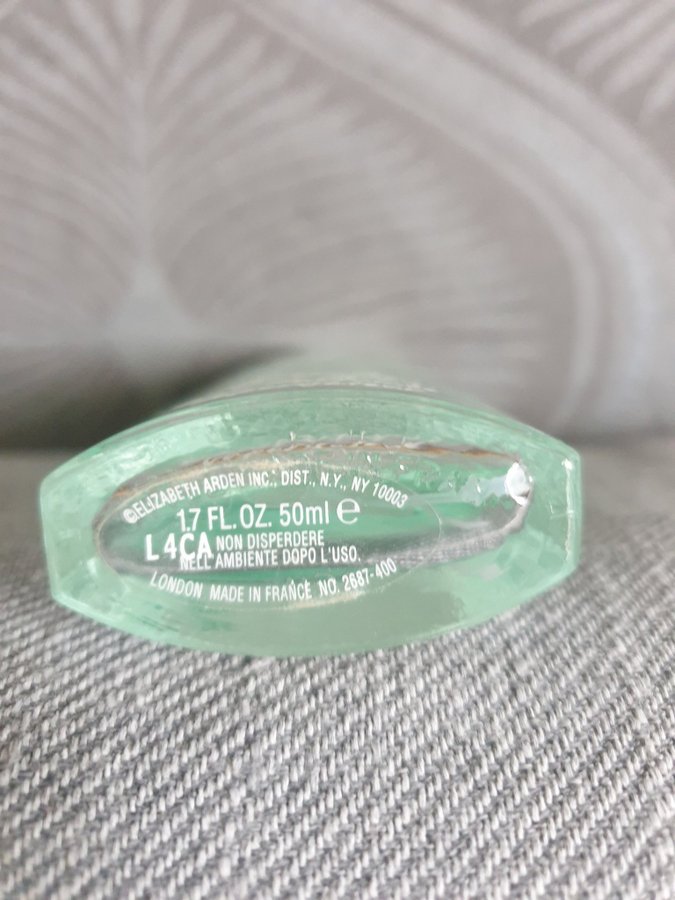 ©ELIZABETH ARDEN INC., DIST., N.Y., NY 10003
1.7 FL. OZ. 50ml e
L 4CA NON DISPERDERE
NELL'AMBIENTE DOPO L'USO.
LONDON MADE IN FRANCE NO. 2687-400